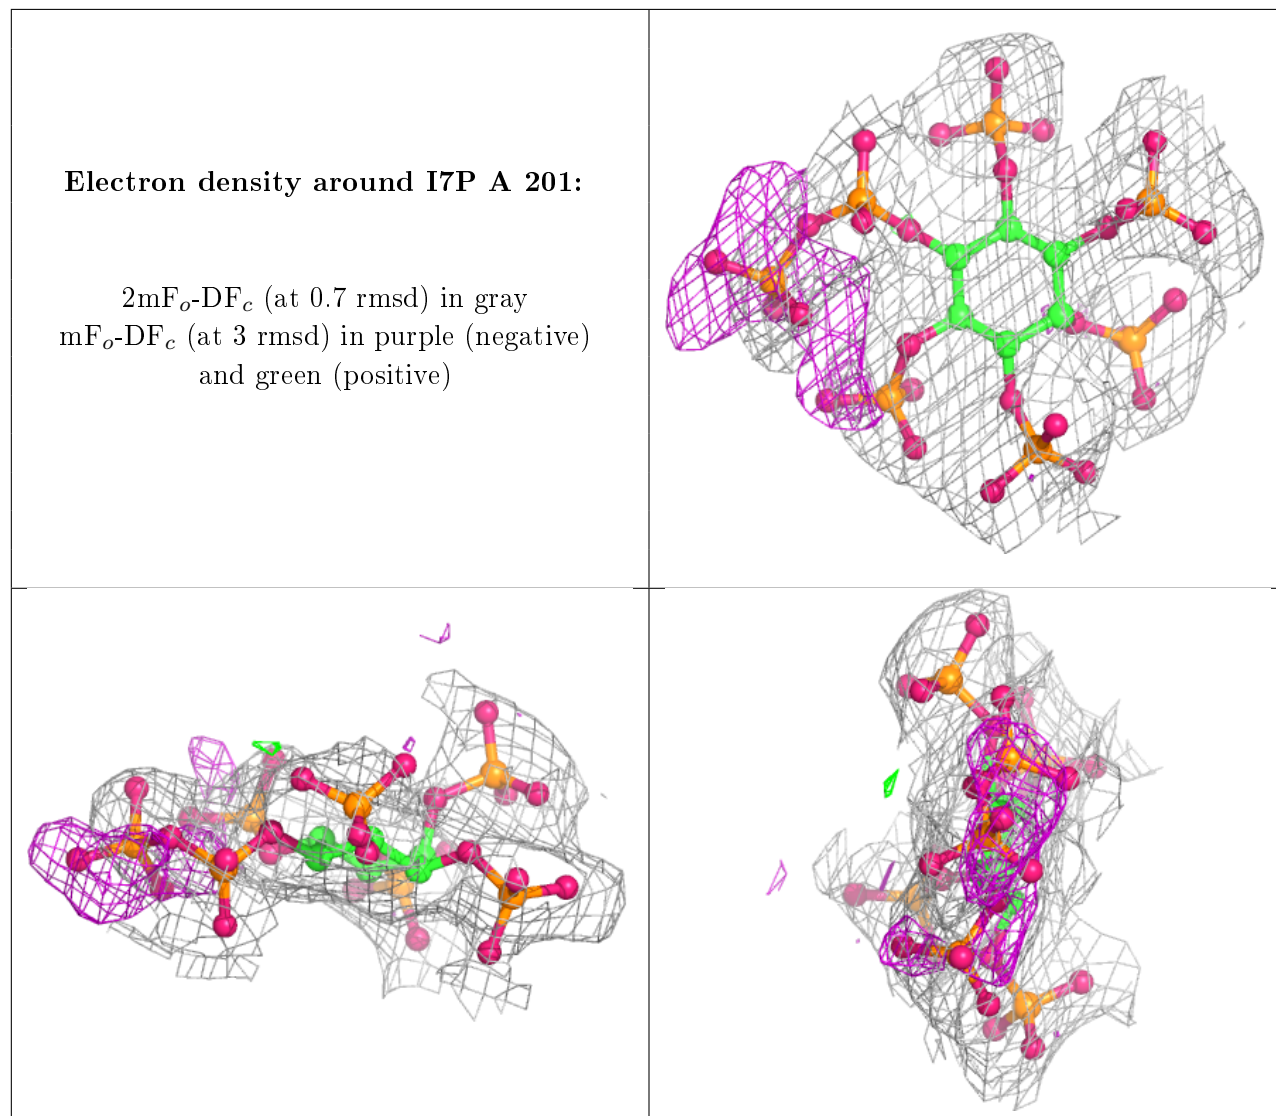 Electron density around I7P A 201:
2mFo-DFc (at 0.7 rmsd) in gray
mFo-DFc (at 3 rmsd) in purple (negative)
and green (positive)